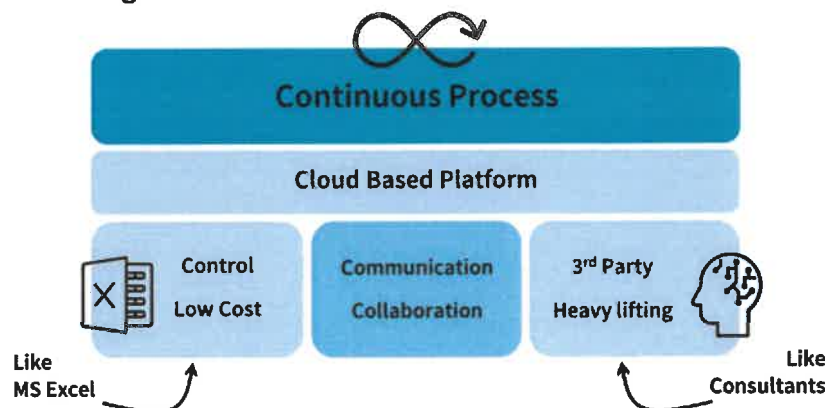 Continuous Process
Cloud Based Platform
Control
Low Cost
Communication
Collaboration
3rd Party
Heavy lifting
X
Like
MS Excel
Like
Consultants